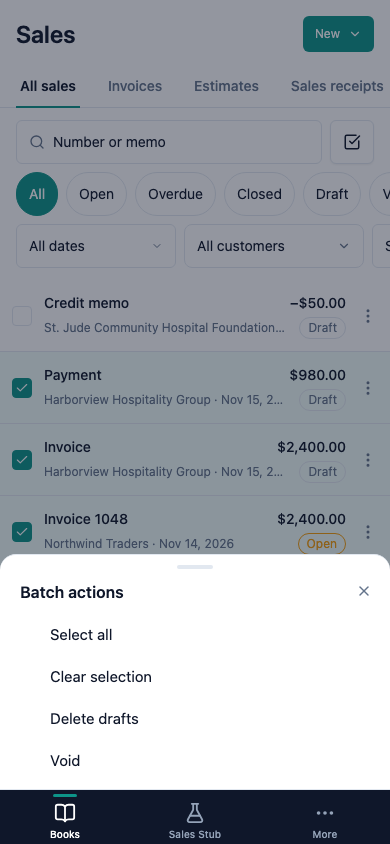 Sales
New
All sales Invoices Estimates Sales receipts
Number or memo
All Open Overdue Closed Draft V
All dates All customers S
Credit memo −$50.00
St. Jude Community Hospital Foundation... Draft
Payment $980.00
Harborview Hospitality Group · Nov 15, 2... Draft
Invoice $2,400.00
Harborview Hospitality Group · Nov 15, 2... Draft
Invoice 1048 $2,400.00
Northwind Traders · Nov 14, 2026 Open
Batch actions
Select all
Clear selection
Delete drafts
Void
Books Sales Stub More